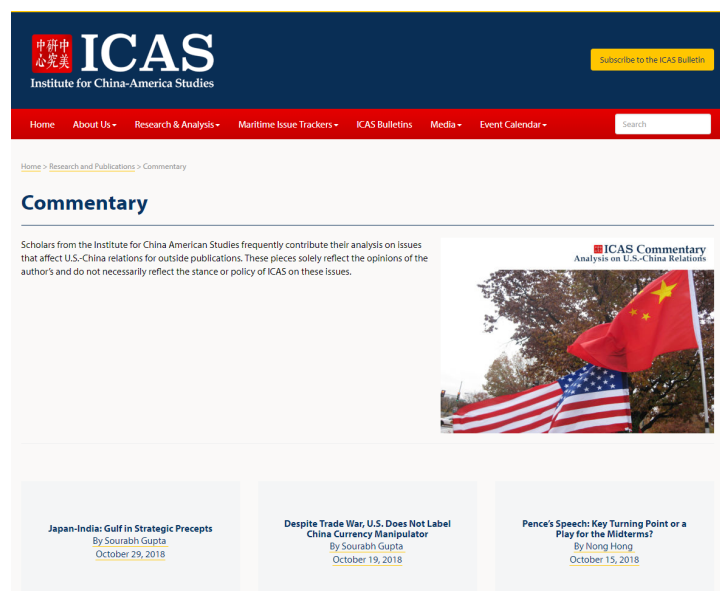 中研中
心究美
ICAS
Institute for China-America Studies
Subscribe to the ICAS Bulletin
Home
About Us
Research & Analysis
Maritime Issue Trackers
ICAS Bulletins
Media
Event Calendar
Search
Home > Research and Publications > Commentary
Commentary
Scholars from the Institute for China American Studies frequently contribute their analysis on issues
that affect U.S.-China relations for outside publications. These pieces solely reflect the opinions of the
author's and do not necessarily reflect the stance or policy of ICAS on these issues.
ICAS Commentary
Analysis on U.S.-China Relations
Japan-India: Gulf in Strategic Precepts
By Sourabh Gupta
October 29, 2018
Despite Trade War, U.S. Does Not Label
China Currency Manipulator
By Sourabh Gupta
October 19, 2018
Pence's Speech: Key Turning Point or a
Play for the Midterms?
By Nong Hong
October 15, 2018